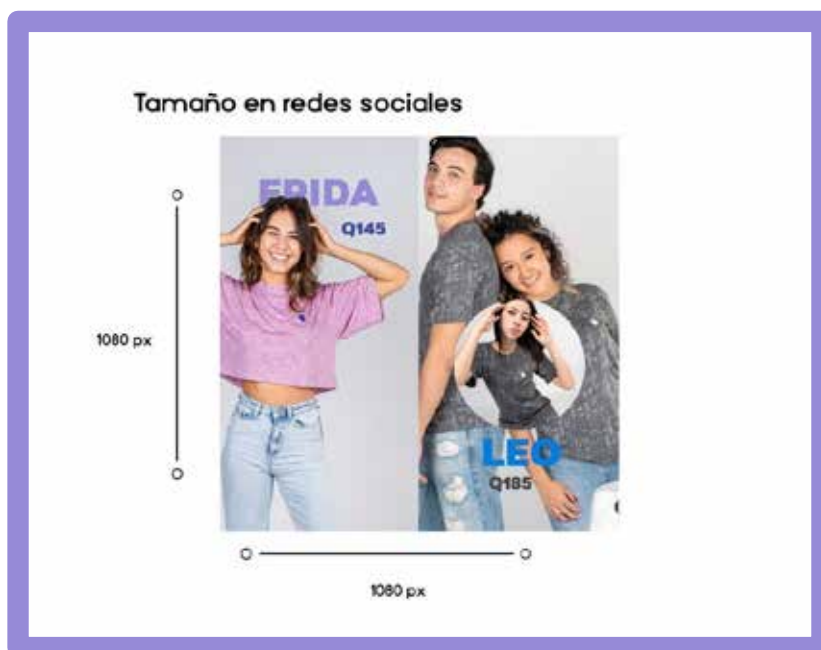 Tamaño en redes sociales
FRIDA
Q145
1080 px
LEO
Q185
1080 px